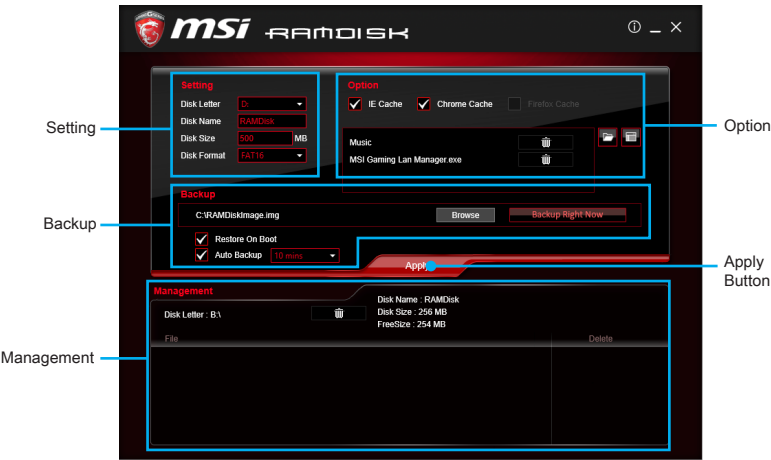 msi RAMDISK
Setting
Disk Letter D:
Disk Name RAMDisk
Disk Size 500 MB
Disk Format FAT16
Option
IE Cache Chrome Cache Firefox Cache
Music
MSI Gaming Lan Manager.exe
Backup
C:\RAMDiskImage.img Browse Backup Right Now
Restore On Boot
Auto Backup 10 mins
Apply
Management
Disk Letter : B:\
Disk Name : RAMDisk
Disk Size : 256 MB
FreeSize : 254 MB
File Delete
Setting
Backup
Management
Option
Apply
Button